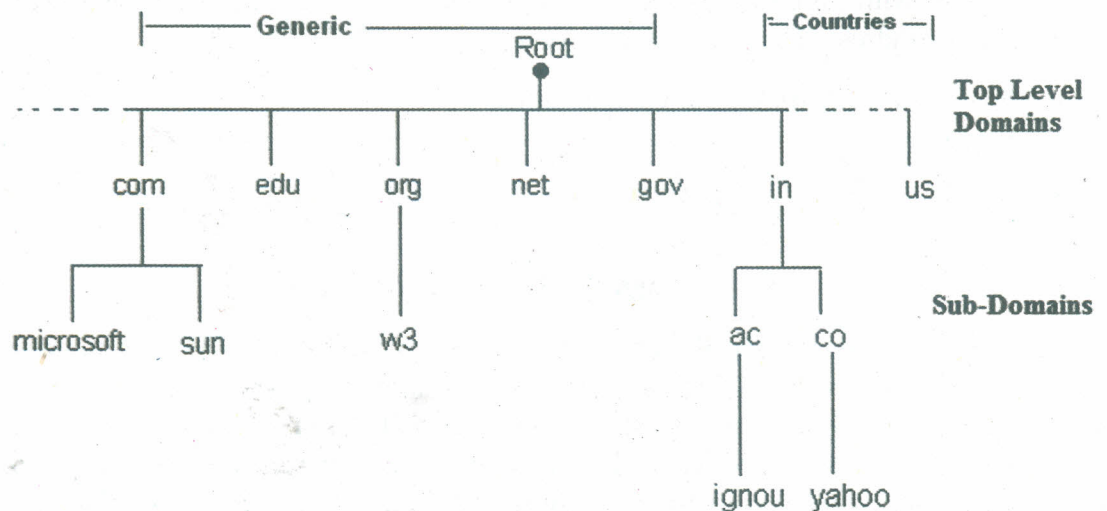 Generic
Countries
Root
Top Level
Domains
com edu org net gov in us
Sub-Domains
microsoft sun w3 ac co
ignou yahoo